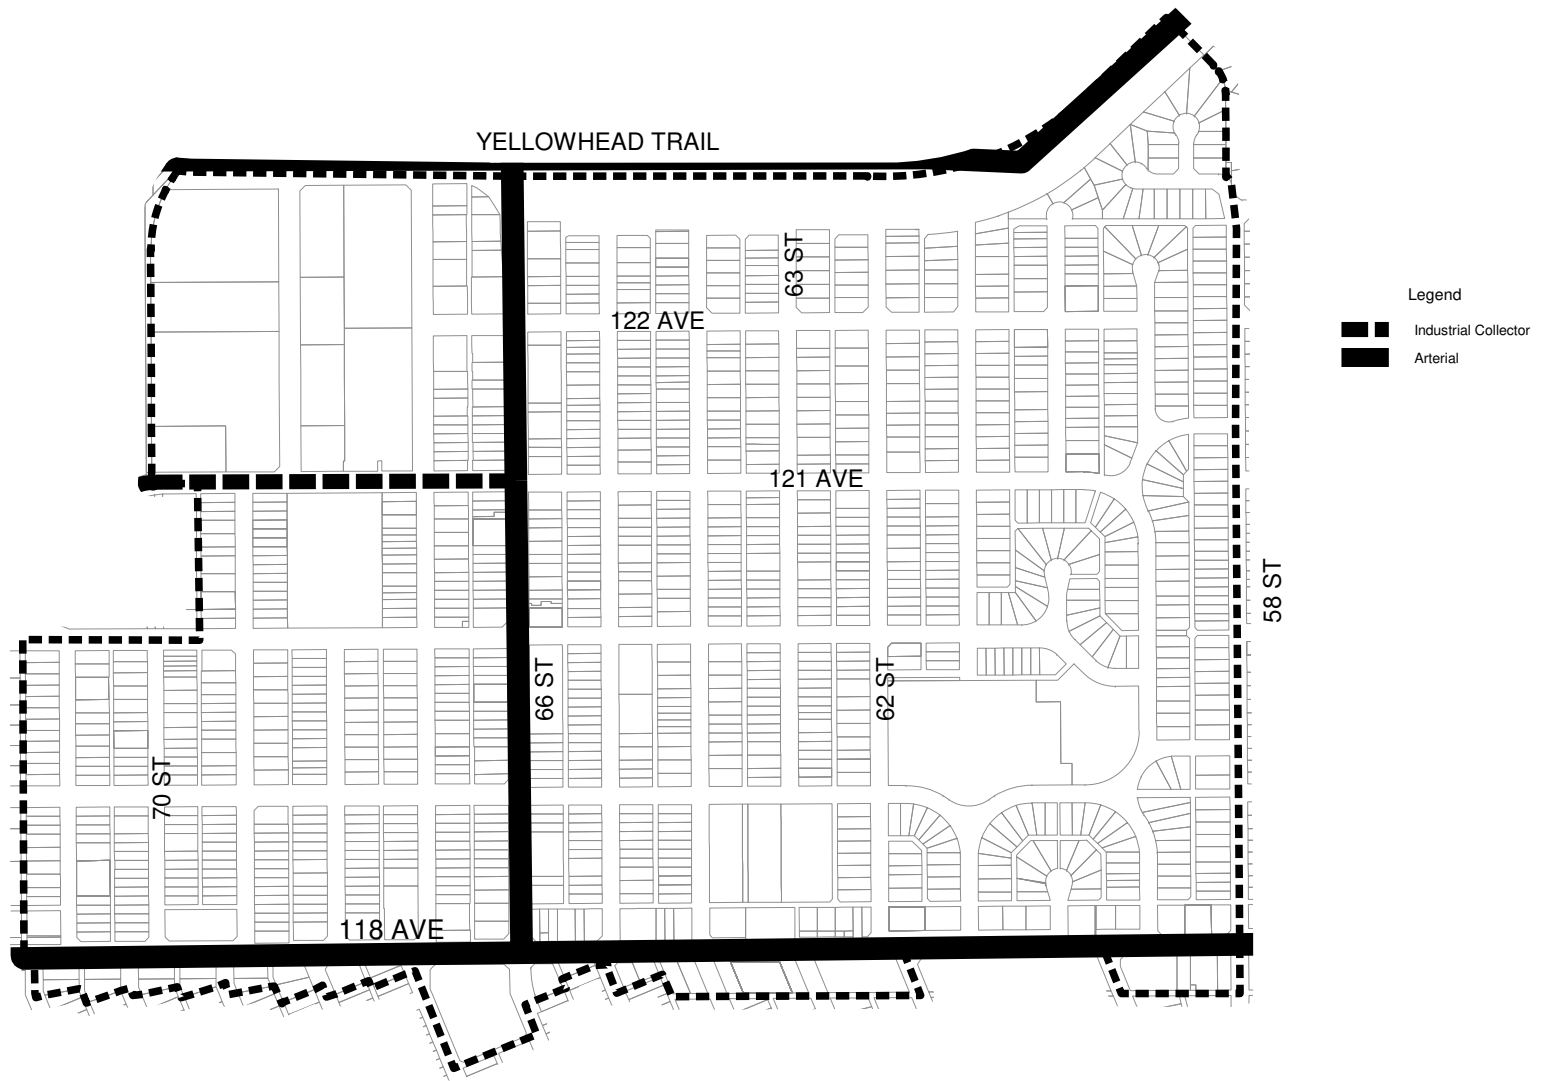 YELLOWHEAD TRAIL
63 ST
Legend
122 AVE
Industrial Collector
Arterial
121 AVE
58 ST
66 ST
62 ST
70 ST
118 AVE